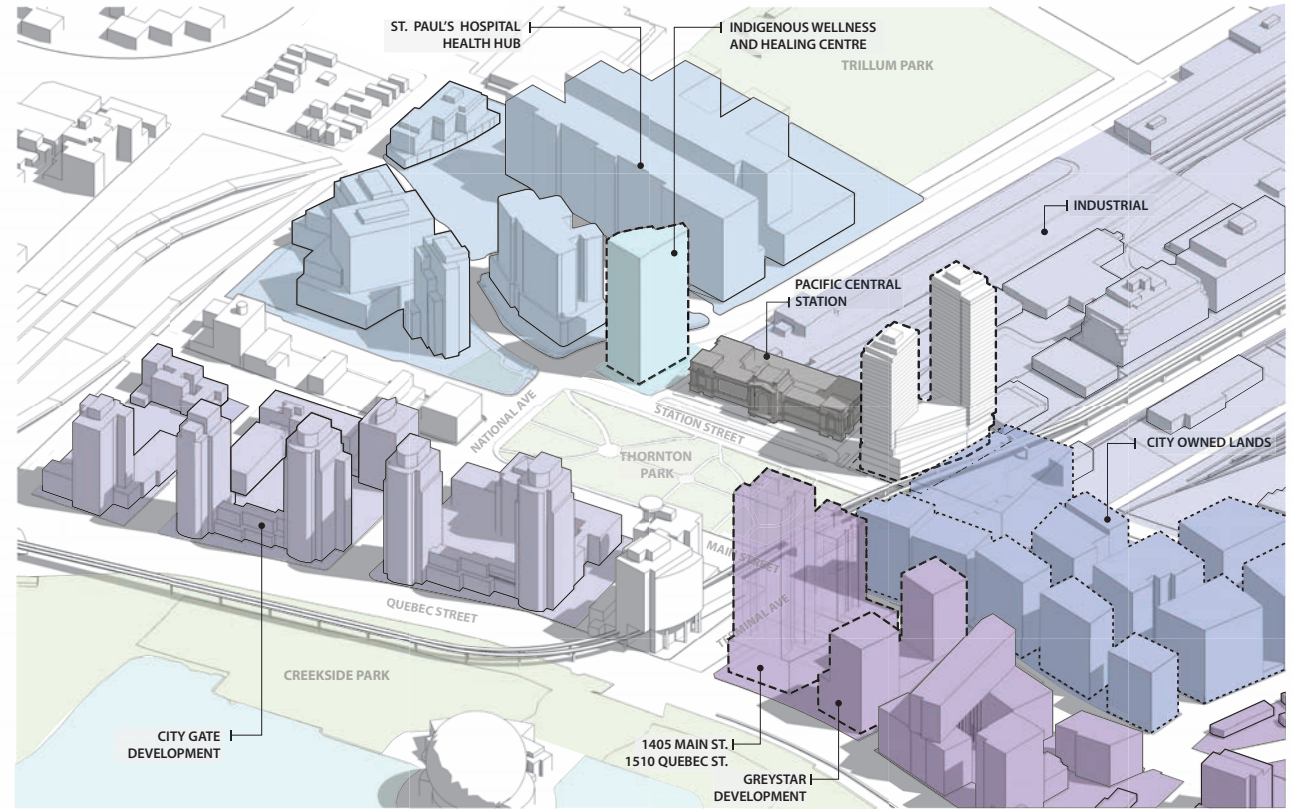 ST. PAUL'S HOSPITAL
HEALTH HUB
INDIGENOUS WELLNESS
AND HEALING CENTRE
TRILLUM PARK
INDUSTRIAL
PACIFIC CENTRAL
STATION
NATIONAL AVE
STATION STREET
THORNTON
PARK
CITY OWNED LANDS
MAIN STREET
QUEBEC STREET
TERMINAL AVE
CREEKSIDE PARK
CITY GATE
DEVELOPMENT
1405 MAIN ST.
1510 QUEBEC ST.
GREYSTAR
DEVELOPMENT